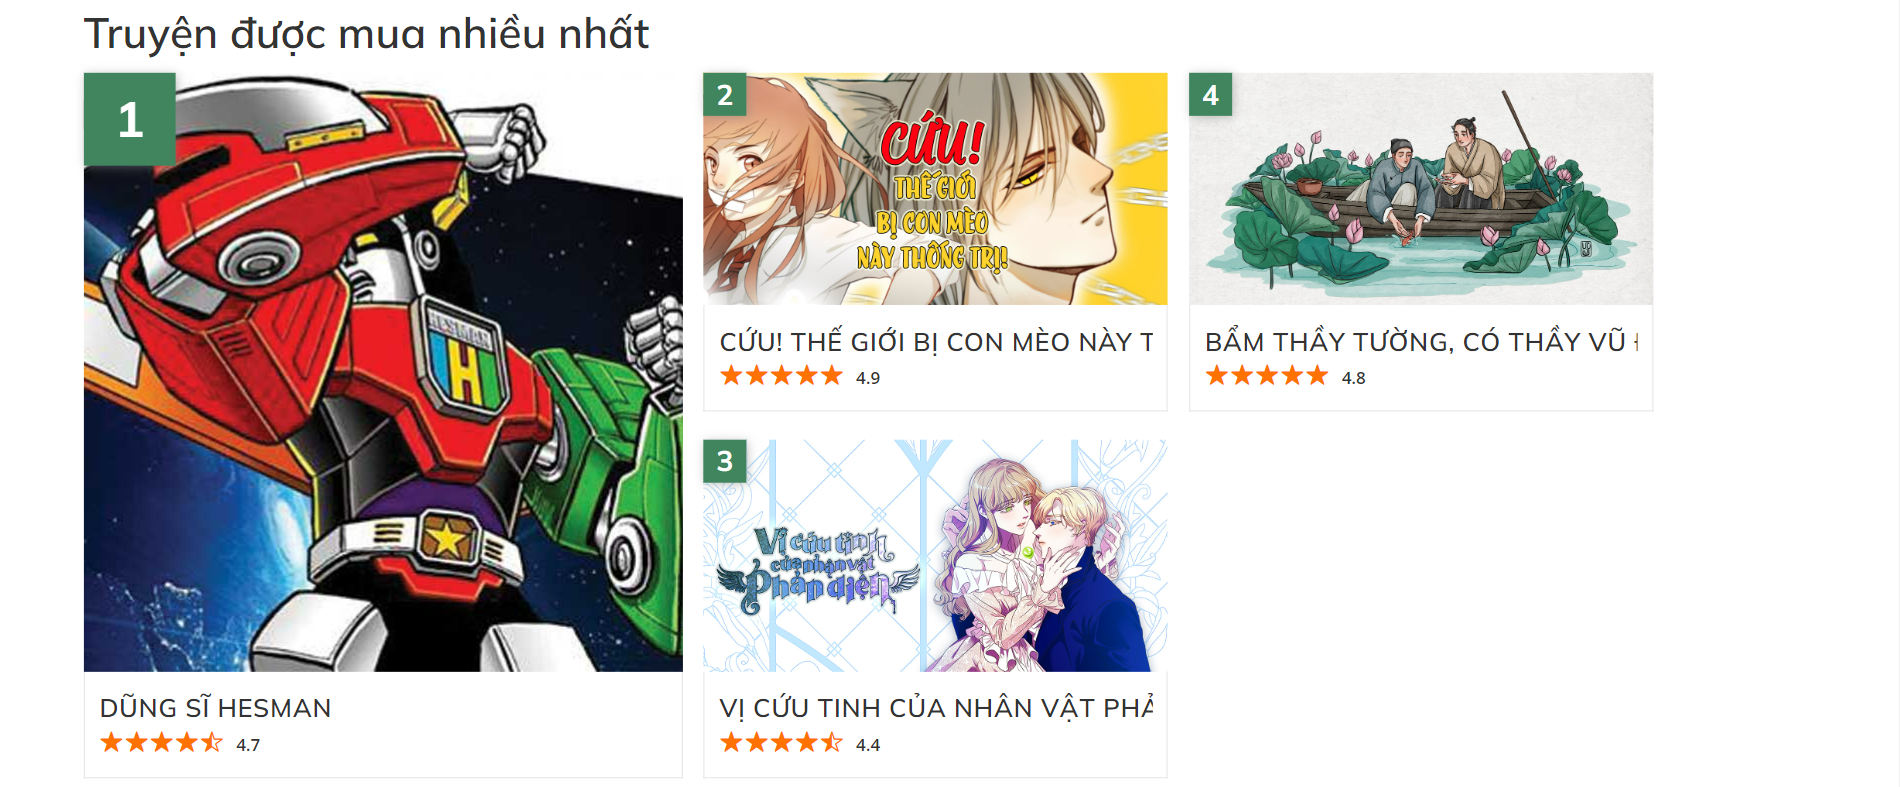 Truyện được mua nhiều nhất
1
HESMAN
H
DŨNG SĨ HESMAN
4.7
2
CỨU!
THẾ GIỚI
BỊ CON MÈO
NÀY THỐNG TRỊ!
CỨU! THẾ GIỚI BỊ CON MÈO NÀY T
4.9
3
Vị cứu tinh
của nhân vật
Phản diện
VỊ CỨU TINH CỦA NHÂN VẬT PHẢ
4.4
4
BẨM THẦY TƯỜNG, CÓ THẦY VŨ
4.8